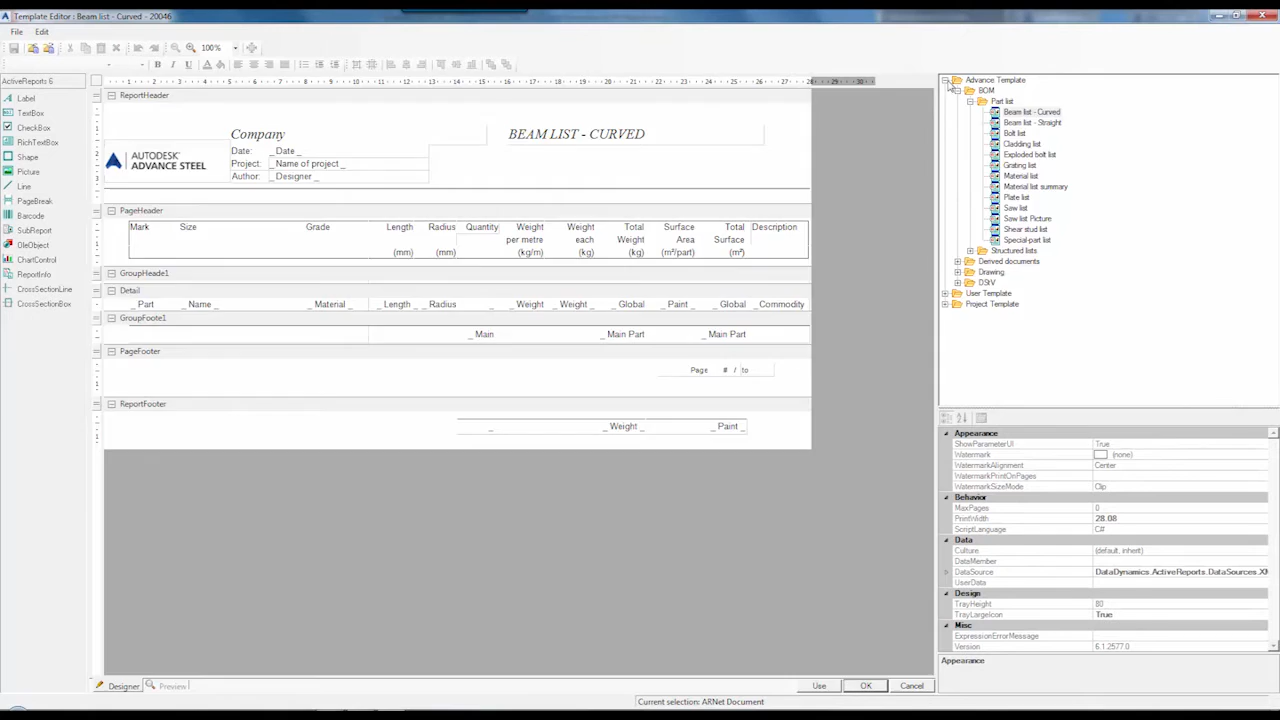 Template Editor : Beam list - Curved - 20046
File Edit
100%
B I U A
ActiveReports 6
Label
TextBox
CheckBox
RichTextBox
Shape
Picture
Line
PageBreak
Barcode
SubReport
OleObject
ChartControl
ReportInfo
CrossSectionLine
CrossSectionBox
ReportHeader
Company BEAM LIST - CURVED
AUTODESK®
ADVANCE STEEL
Date: _ Date _
Project: _ Name of project _
Author: _ Designer _
PageHeader
Mark Size Grade Length Radius Quantity Weight Weight Total Surface Total Description
per metre each Weight Area Surface
(mm) (mm) (kg/m) (kg) (kg) (m²/part) (m²)
GroupHeade1
Detail
_ Part _ Name _ _ Material _ _ Length _ _ Radius _ Weight _ Weight _ _ Global _ Paint _ _ Global _ Commodity
GroupFoote1
_ Main _ Main Part _ Main Part
PageFooter
Page # / to
ReportFooter
_ _ Weight _ _ Paint _
Designer Preview
Advance Template
BOM
Part list
Beam list - Curved
Beam list - Straight
Bolt list
Cladding list
Exploded bolt list
Grating list
Material list
Material list summary
Plate list
Saw list
Saw list Picture
Shear stud list
Special-part list
Structured lists
Derived documents
Drawing
DStV
User Template
Project Template
Appearance
ShowParameterUI True
Watermark (none)
WatermarkAlignment Center
WatermarkPrintOnPages
WatermarkSizeMode Clip
Behavior
MaxPages 0
PrintWidth 28.08
ScriptLanguage C#
Data
Culture (default, inherit)
DataMember
DataSource DataDynamics.ActiveReports.DataSources.XM
UserData
Design
TrayHeight 80
TrayLargeIcon True
Misc
ExpressionErrorMessage
Version 6.1.2577.0
Appearance
Use OK Cancel
Current selection: ARNet Document